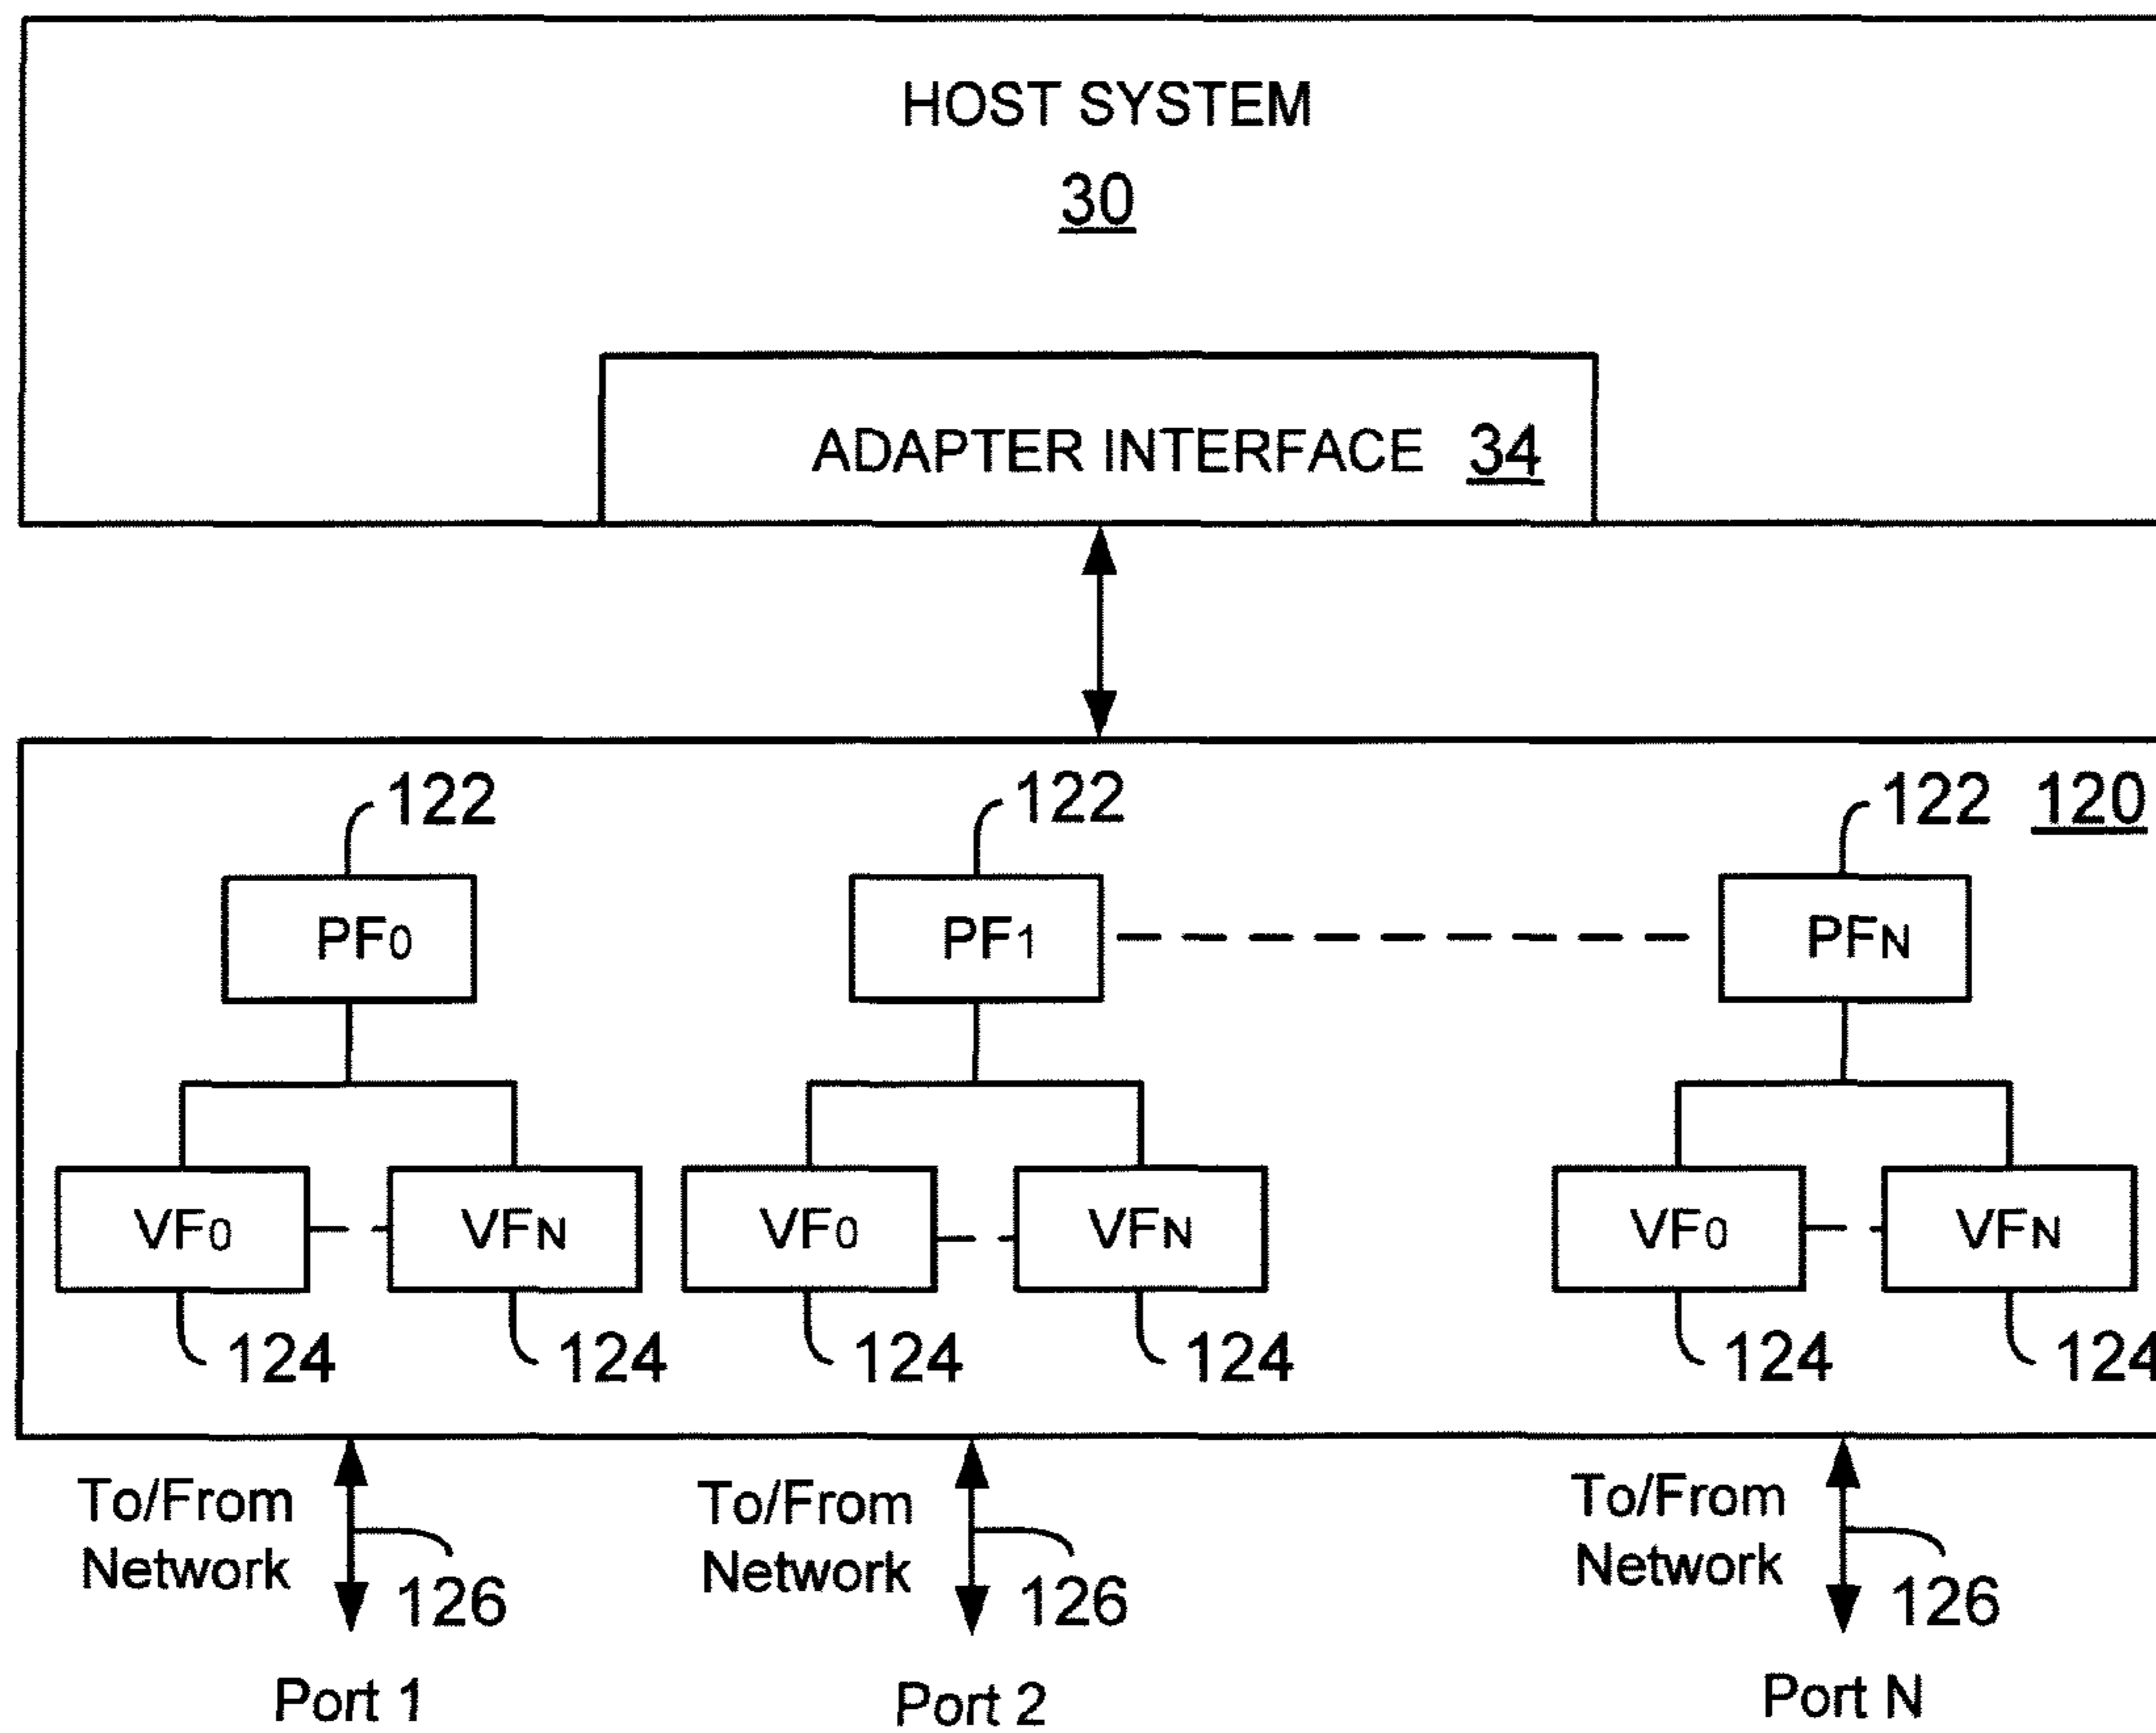 HOST SYSTEM
30
ADAPTER INTERFACE 34
122 122 122 120
PF0 PF1 PFN
VF0 VFN VF0 VFN VF0 VFN
124 124 124 124 124 124
To/From To/From To/From
Network Network Network
126 126 126
Port 1 Port 2 Port N